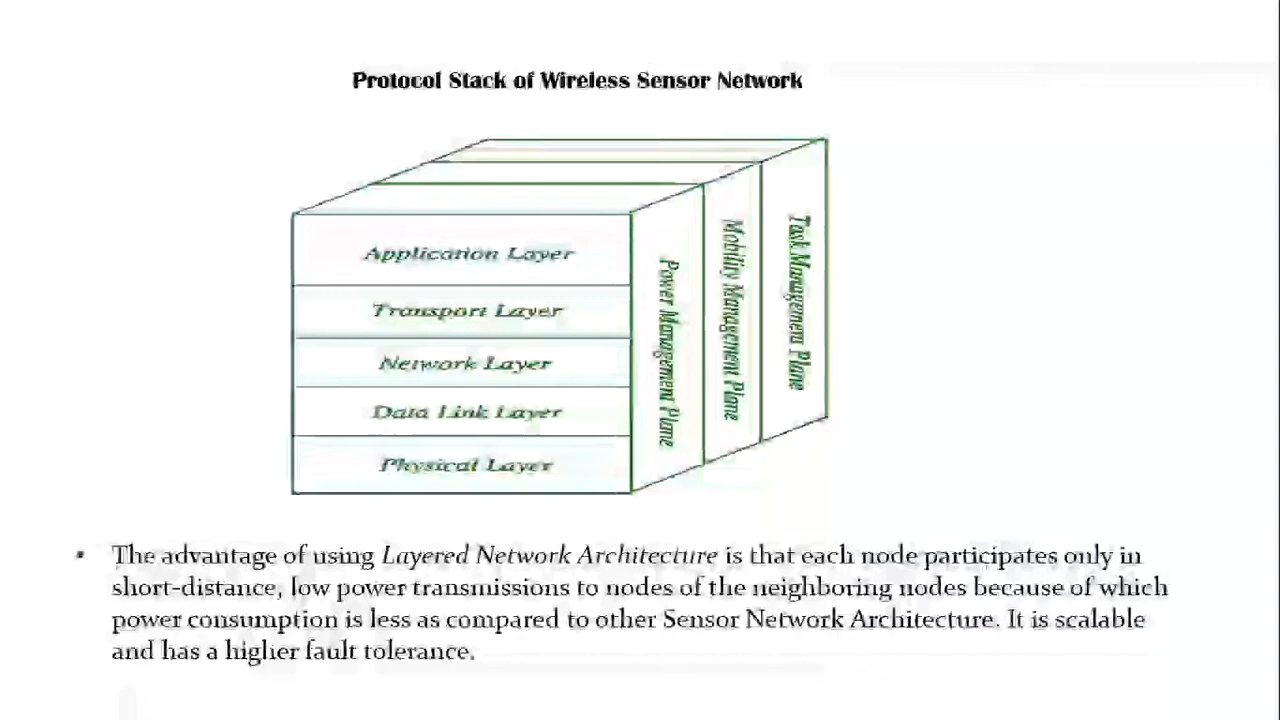 Protocol Stack of Wireless Sensor Network
Application Layer
Transport Layer
Network Layer
Data Link Layer
Physical Layer
Power Management Plane
Mobility Management Plane
Task Management Plane
• The advantage of using Layered Network Architecture is that each node participates only in
short-distance, low power transmissions to nodes of the neighboring nodes because of which
power consumption is less as compared to other Sensor Network Architecture. It is scalable
and has a higher fault tolerance.